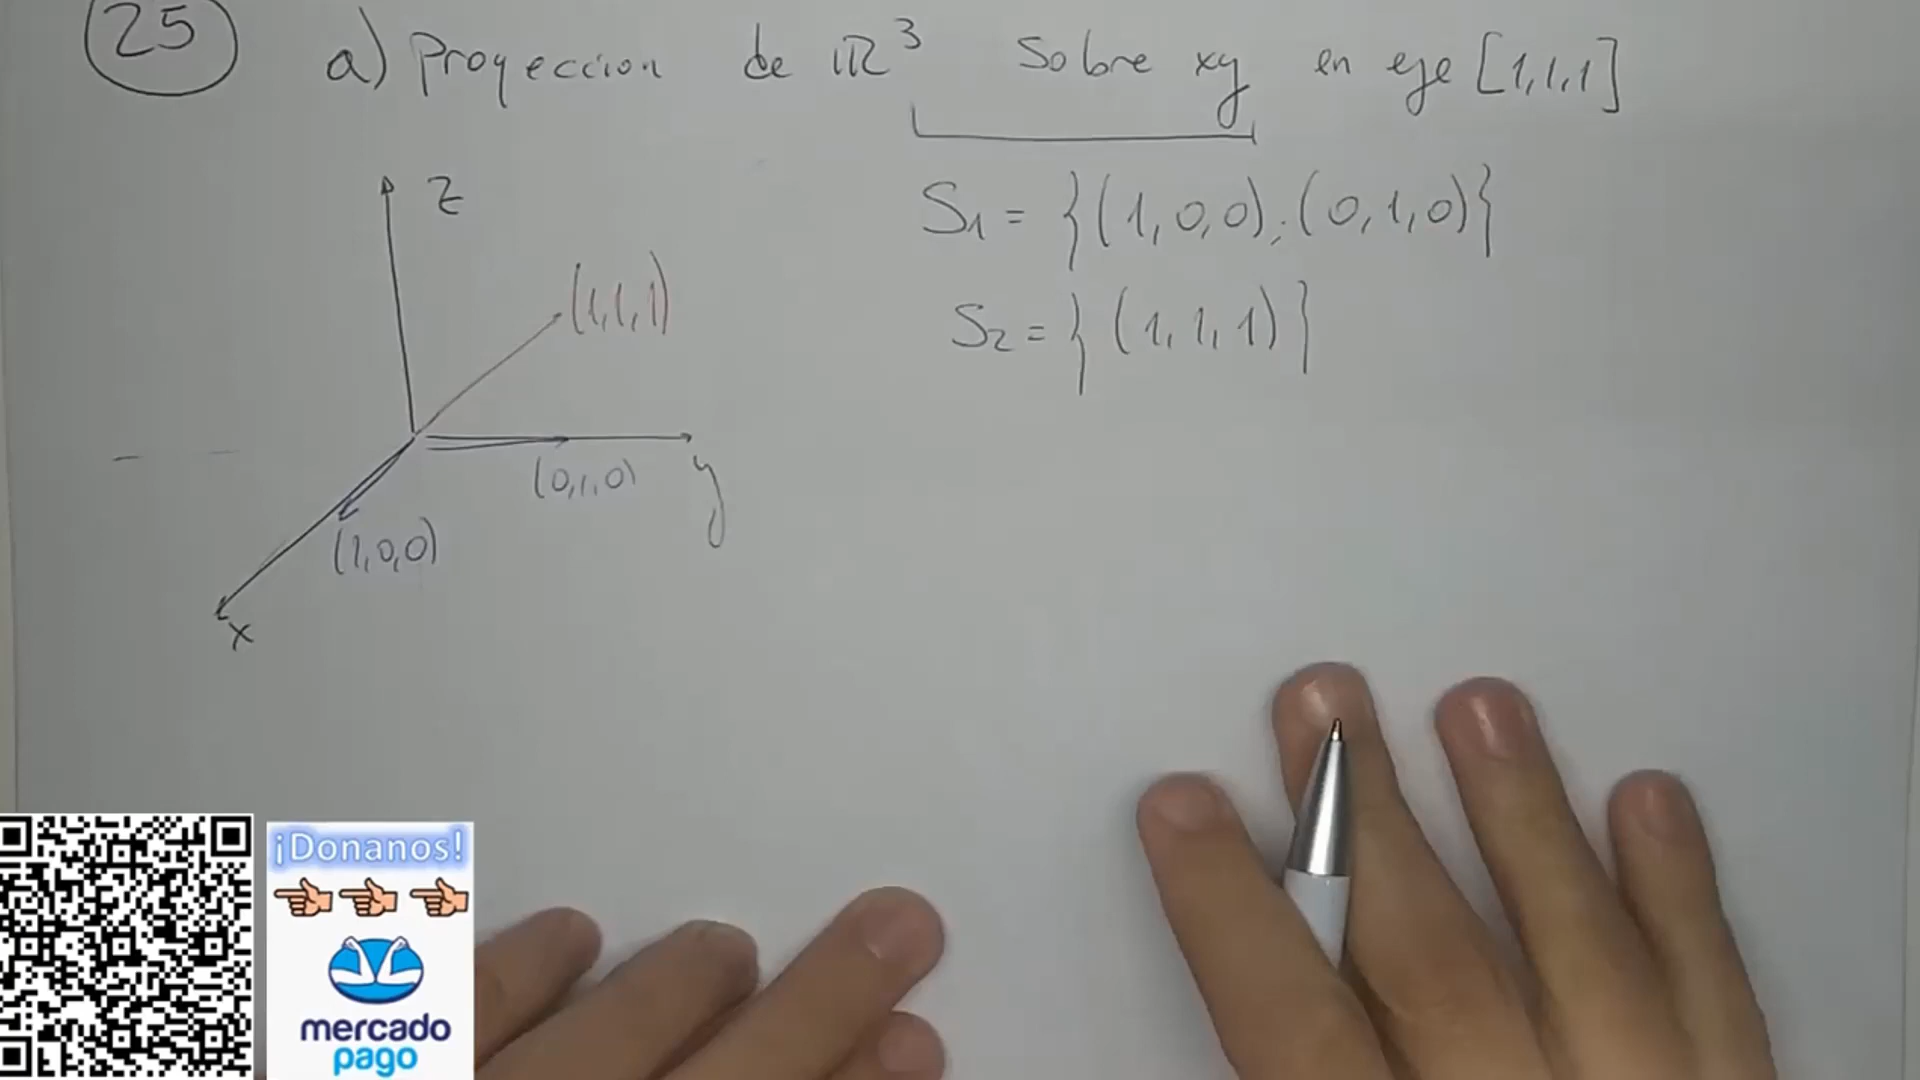 25 a) Proyeccion de ℝ³ Sobre xy en eje [1,1,1]
S₁ = {(1,0,0);(0,1,0)}
S₂ = {(1,1,1)}
z
(1,1,1)
(0,1,0)
y
(1,0,0)
x
¡Donanos!
mercado
pago